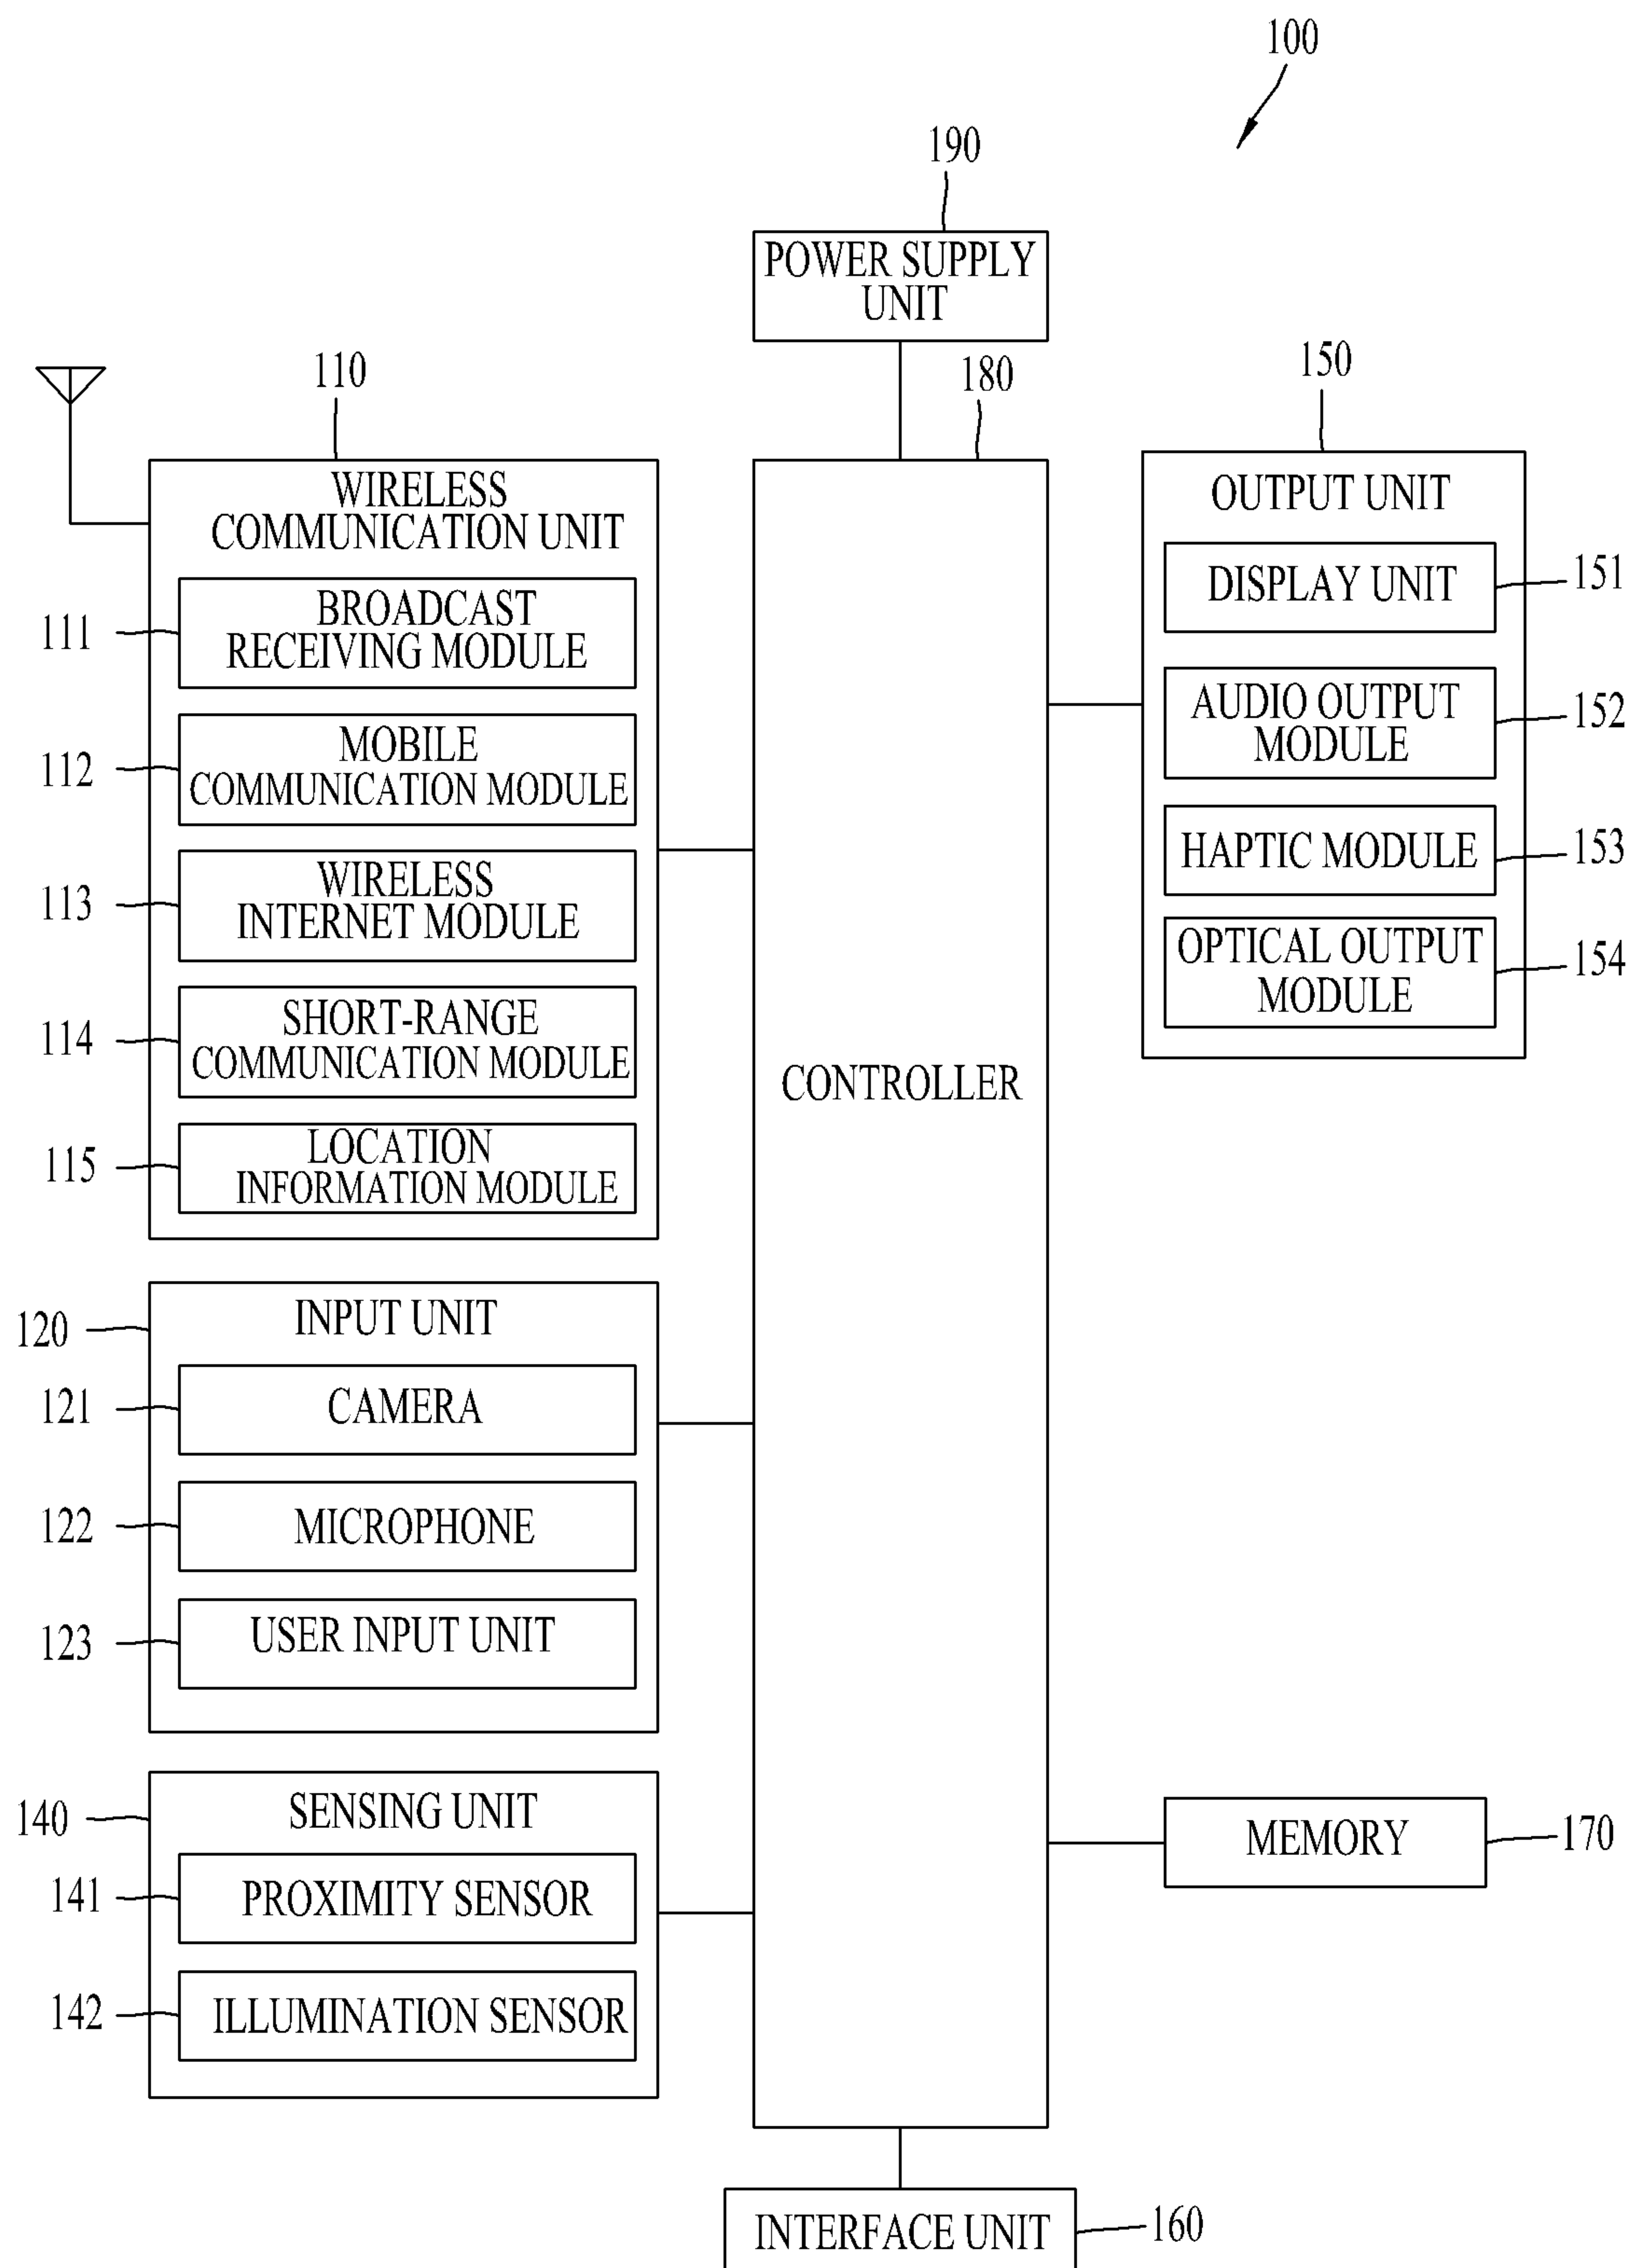 100
190
POWER SUPPLY
UNIT
110
180
150
WIRELESS
COMMUNICATION UNIT
111
BROADCAST
RECEIVING MODULE
112
MOBILE
COMMUNICATION MODULE
113
WIRELESS
INTERNET MODULE
114
SHORT-RANGE
COMMUNICATION MODULE
115
LOCATION
INFORMATION MODULE
120
INPUT UNIT
121
CAMERA
122
MICROPHONE
123
USER INPUT UNIT
140
SENSING UNIT
141
PROXIMITY SENSOR
142
ILLUMINATION SENSOR
CONTROLLER
OUTPUT UNIT
DISPLAY UNIT
151
AUDIO OUTPUT
MODULE
152
HAPTIC MODULE
153
OPTICAL OUTPUT
MODULE
154
MEMORY
170
INTERFACE UNIT
160